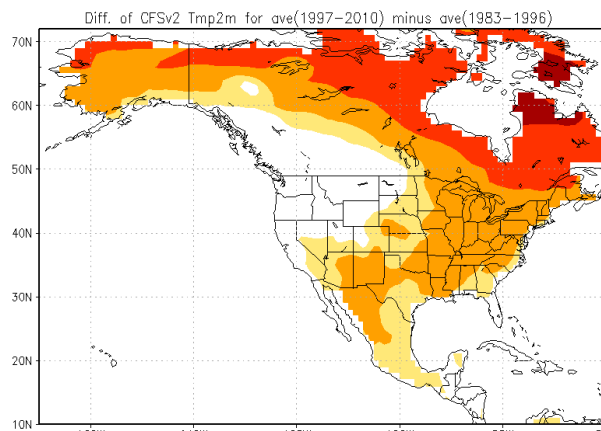 Diff. of CFSv2 Tmp2m for ave(1997-2010) minus ave(1983-1996)
70N
60N
50N
40N
30N
20N
10N